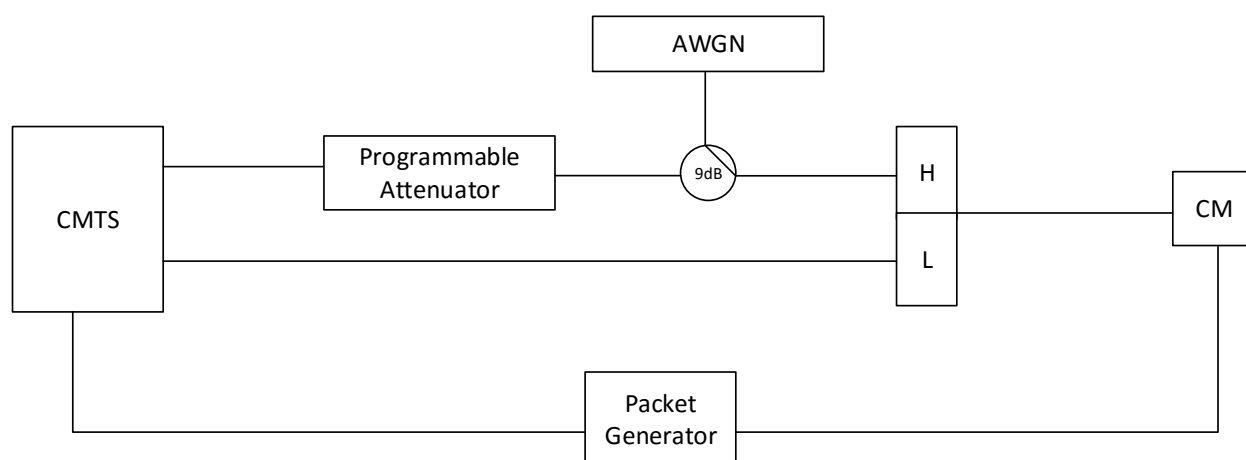 AWGN
Programmable
Attenuator
9dB
H
CMTS
CM
L
Packet
Generator